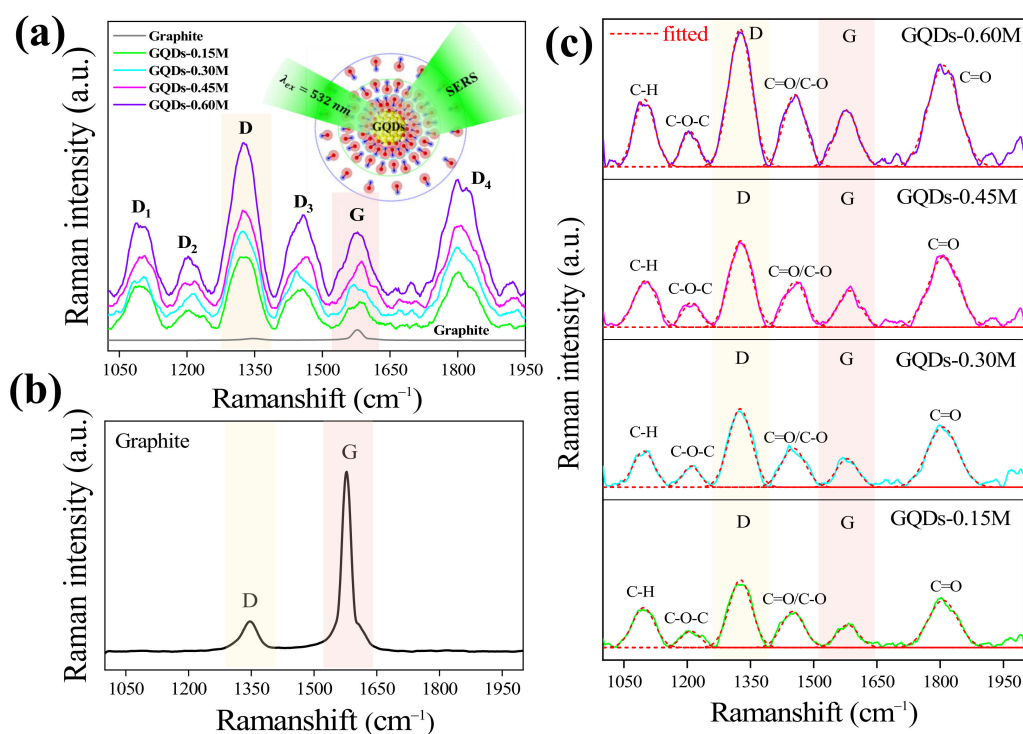 (a)
Graphite
GQDs-0.15M
GQDs-0.30M
GQDs-0.45M
GQDs-0.60M
λex = 532 nm
SERS
GQDs
D
D1
D2
D3
G
D4
Graphite
Raman intensity (a.u.)
1050 1200 1350 1500 1650 1800 1950
Ramanshift (cm⁻¹)
(b)
Graphite
G
D
Raman intensity (a.u.)
1050 1200 1350 1500 1650 1800 1950
Ramanshift (cm⁻¹)
(c)
fitted
D
G
GQDs-0.60M
C-H
C-O-C
C=O/C-O
C=O
GQDs-0.45M
D
G
C-H
C-O-C
C=O/C-O
C=O
GQDs-0.30M
D
G
C-H
C-O-C
C=O/C-O
C=O
GQDs-0.15M
D
G
C-H
C-O-C
C=O/C-O
C=O
Raman intensity (a.u.)
1050 1200 1350 1500 1650 1800 1950
Ramanshift (cm⁻¹)